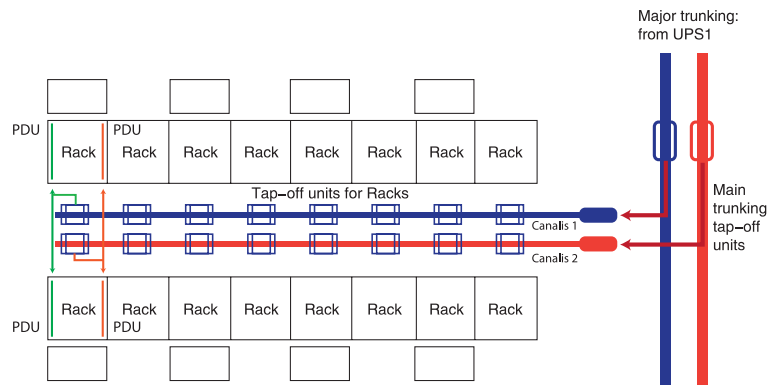 Major trunking:
from UPS1
PDU
PDU
Rack Rack Rack Rack Rack Rack Rack Rack
Tap-off units for Racks
Canalis 1
Canalis 2
Main
trunking
tap-off
units
Rack Rack Rack Rack Rack Rack Rack Rack
PDU
PDU